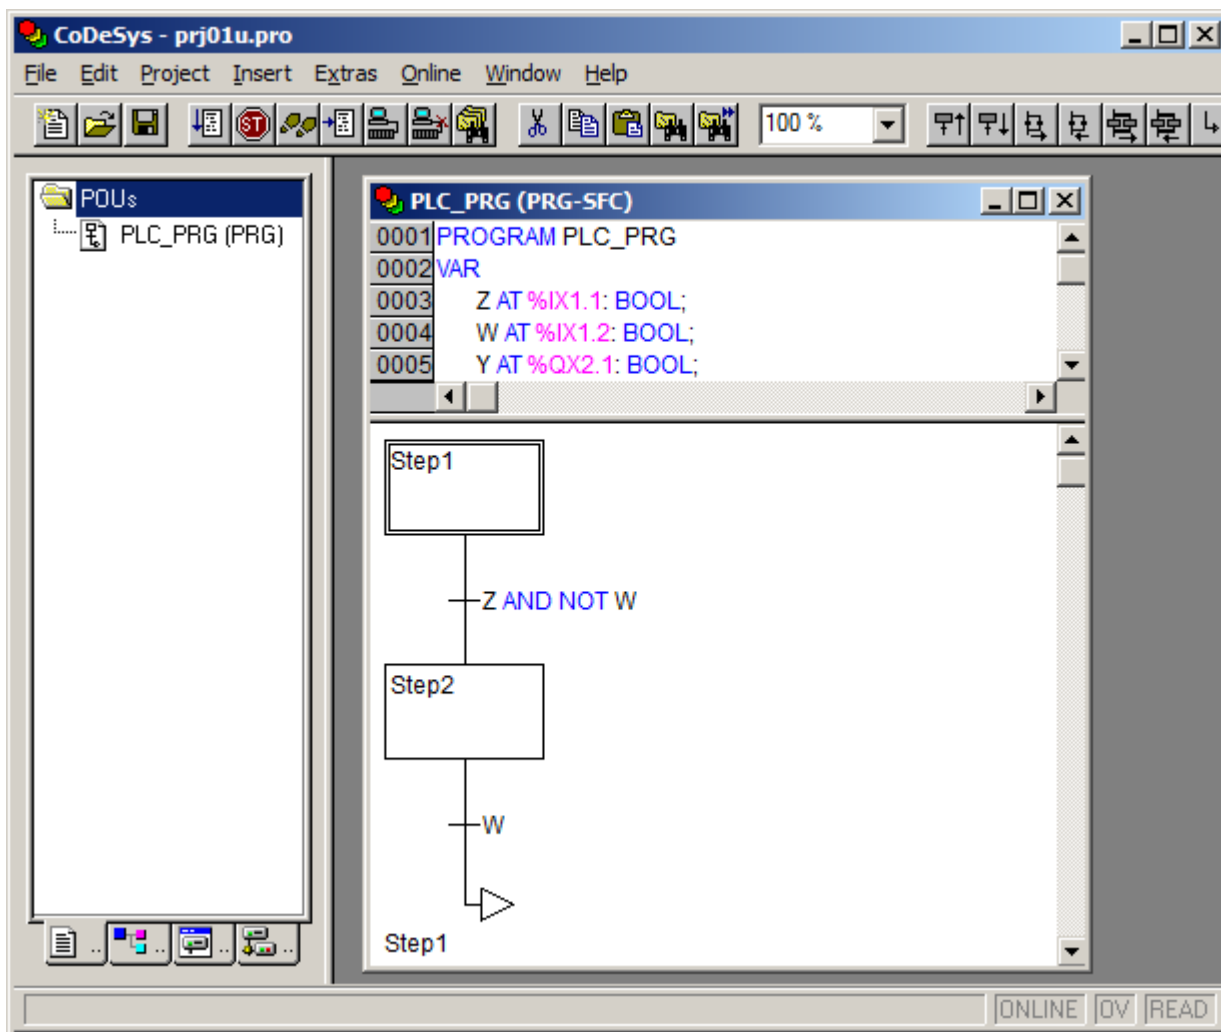 CoDeSys - prj01u.pro
File Edit Project Insert Extras Online Window Help
ST 100 %
POUs
PLC_PRG (PRG)
.. .. .. ..
PLC_PRG (PRG-SFC)
0001 PROGRAM PLC_PRG
0002 VAR
0003 Z AT %IX1.1: BOOL;
0004 W AT %IX1.2: BOOL;
0005 Y AT %QX2.1: BOOL;
Step1
Z AND NOT W
Step2
W
Step1
ONLINE OV READ